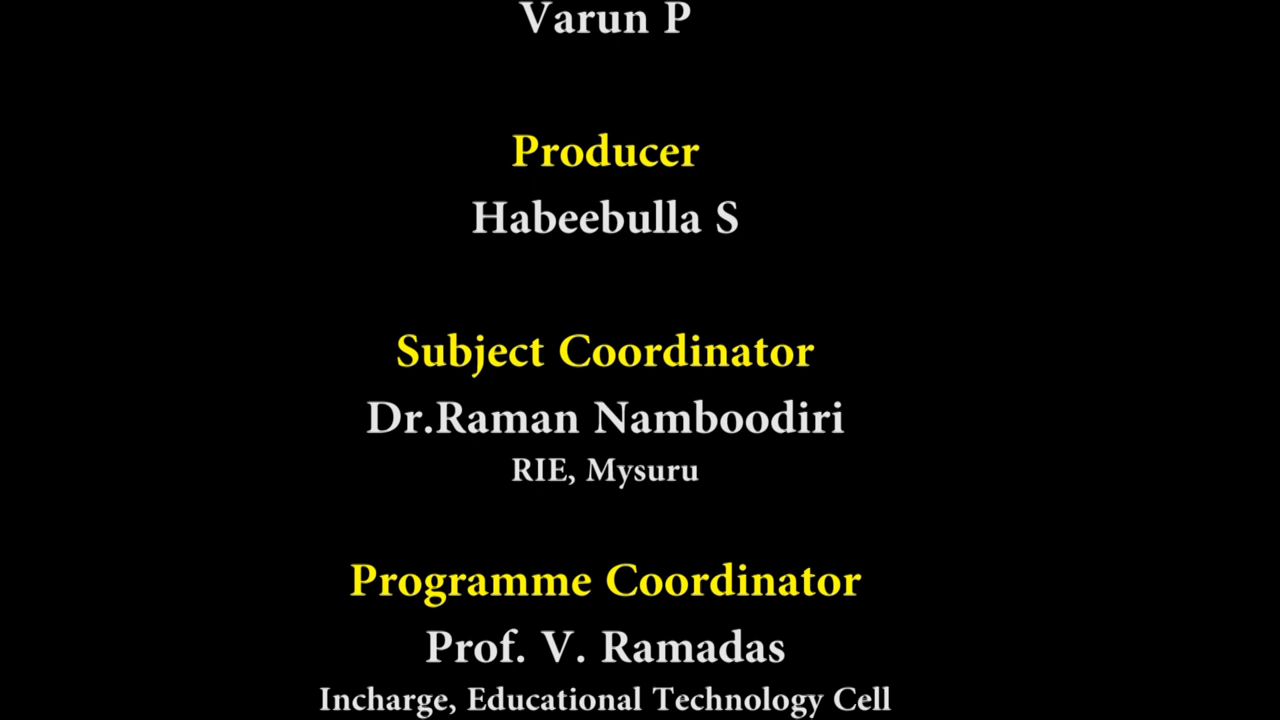 Varun P
Producer
Habeebulla S
Subject Coordinator
Dr.Raman Namboodiri
RIE, Mysuru
Programme Coordinator
Prof. V. Ramadas
Incharge, Educational Technology Cell